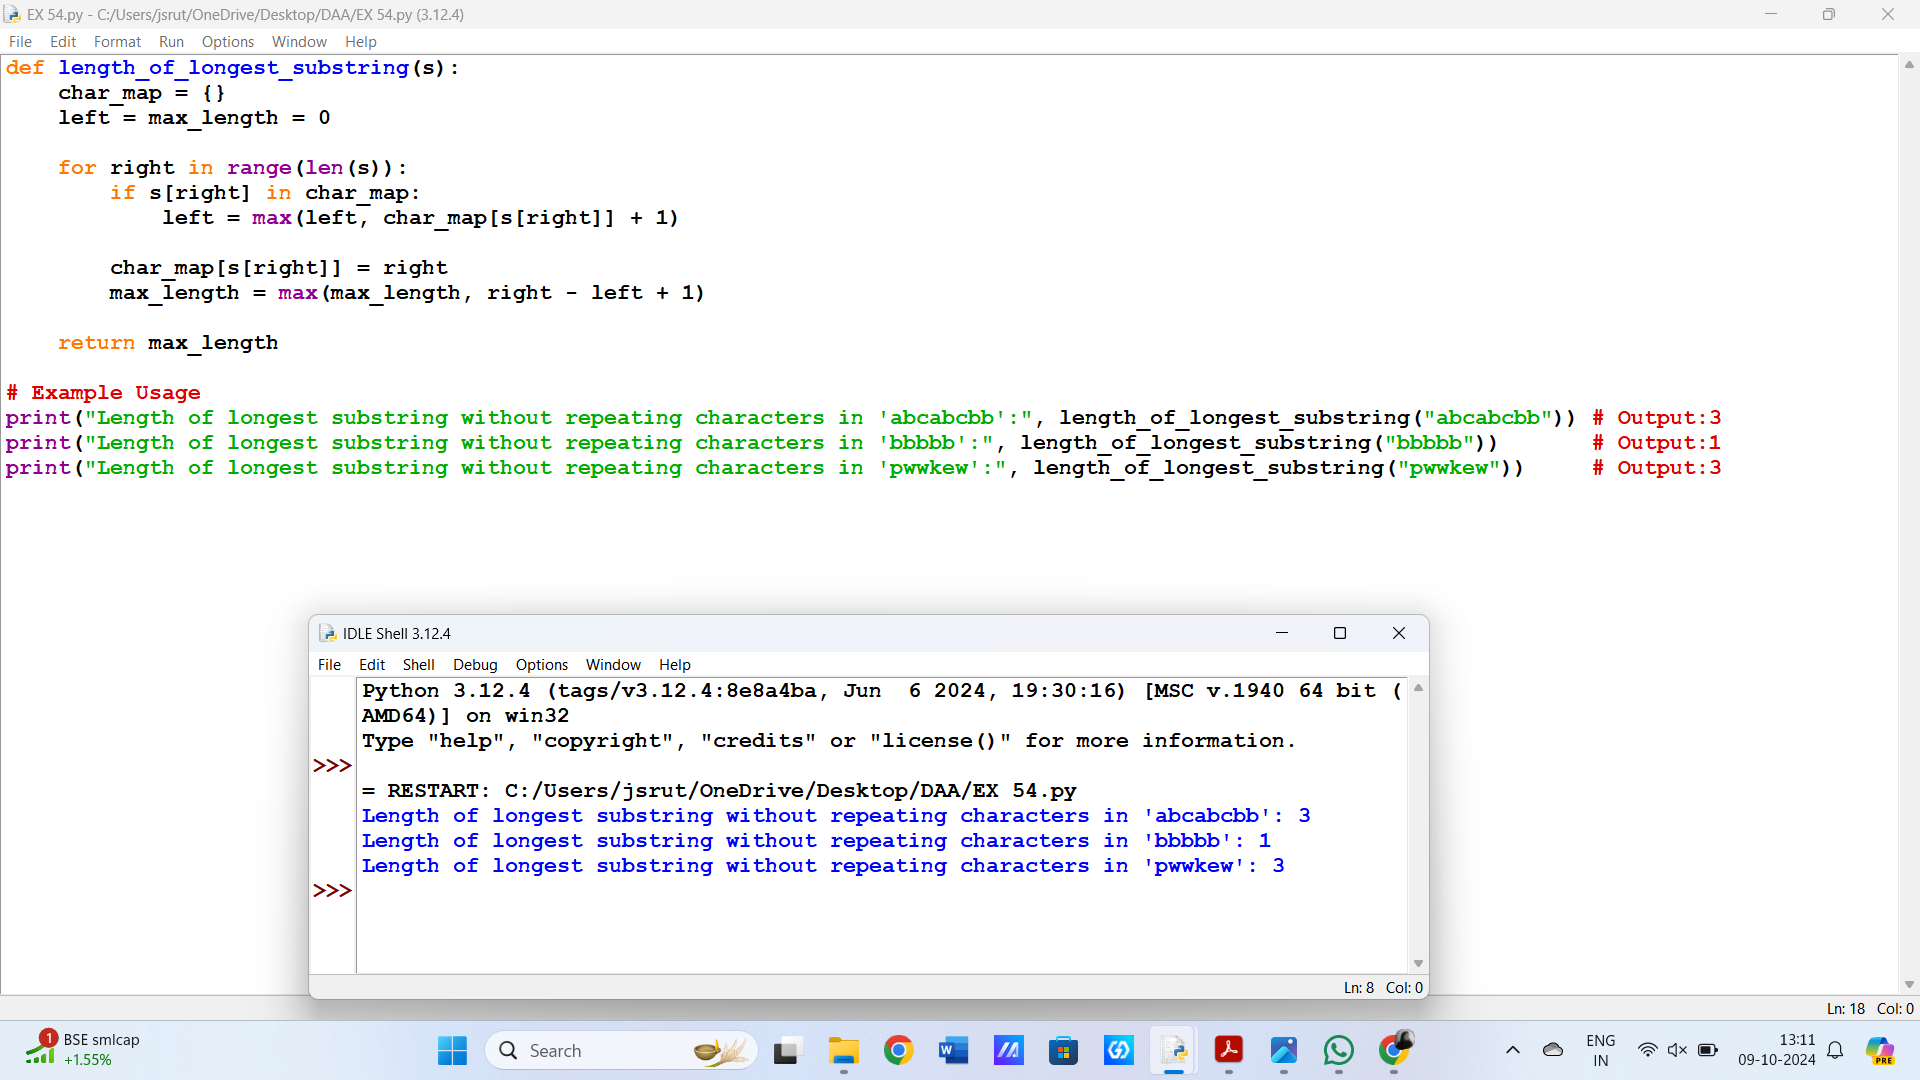 EX 54.py - C:/Users/jsrut/OneDrive/Desktop/DAA/EX 54.py (3.12.4)
File Edit Format Run Options Window Help
def length_of_longest_substring(s):
    char_map = {}
    left = max_length = 0
    for right in range(len(s)):
        if s[right] in char_map:
            left = max(left, char_map[s[right]] + 1)
        char_map[s[right]] = right
        max_length = max(max_length, right - left + 1)
    return max_length
# Example Usage
print("Length of longest substring without repeating characters in 'abcabcbb':", length_of_longest_substring("abcabcbb")) # Output:3
print("Length of longest substring without repeating characters in 'bbbbb':", length_of_longest_substring("bbbbb"))       # Output:1
print("Length of longest substring without repeating characters in 'pwwkew':", length_of_longest_substring("pwwkew"))     # Output:3
IDLE Shell 3.12.4
File Edit Shell Debug Options Window Help
Python 3.12.4 (tags/v3.12.4:8e8a4ba, Jun  6 2024, 19:30:16) [MSC v.1940 64 bit (
AMD64)] on win32
Type "help", "copyright", "credits" or "license()" for more information.
>>>
= RESTART: C:/Users/jsrut/OneDrive/Desktop/DAA/EX 54.py
Length of longest substring without repeating characters in 'abcabcbb': 3
Length of longest substring without repeating characters in 'bbbbb': 1
Length of longest substring without repeating characters in 'pwwkew': 3
>>>
Ln: 8 Col: 0
Ln: 18 Col: 0
1
BSE smlcap
+1.55%
Search
W
PRE
ENG
IN
13:11
09-10-2024